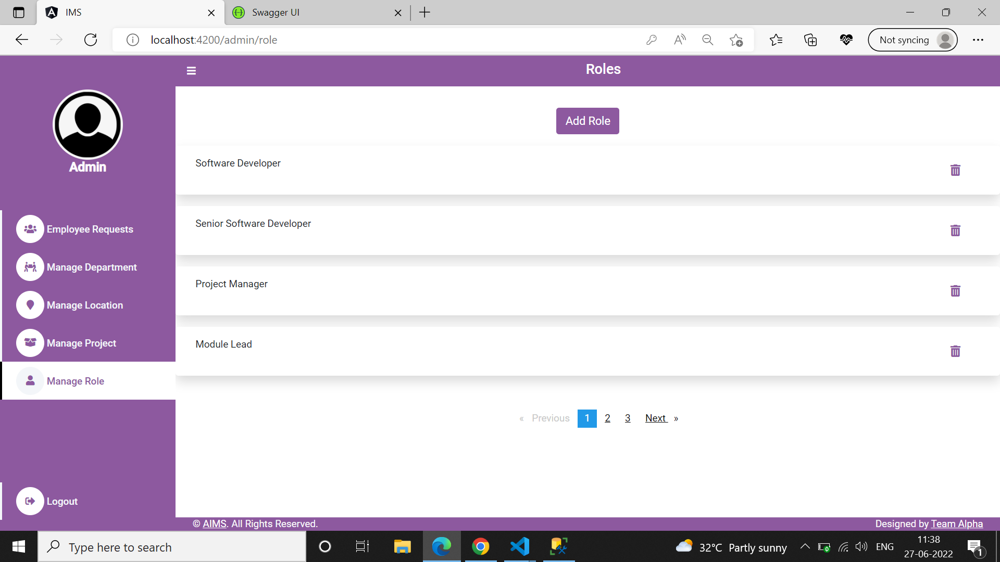 IMS
Swagger UI
localhost:4200/admin/role
Not syncing
Roles
Admin
Add Role
Software Developer
Senior Software Developer
Project Manager
Module Lead
Employee Requests
Manage Department
Manage Location
Manage Project
Manage Role
« Previous 1 2 3 Next »
Logout
© AIMS. All Rights Reserved.
Designed by Team Alpha
Type here to search
32°C Partly sunny
ENG
11:38
27-06-2022
1